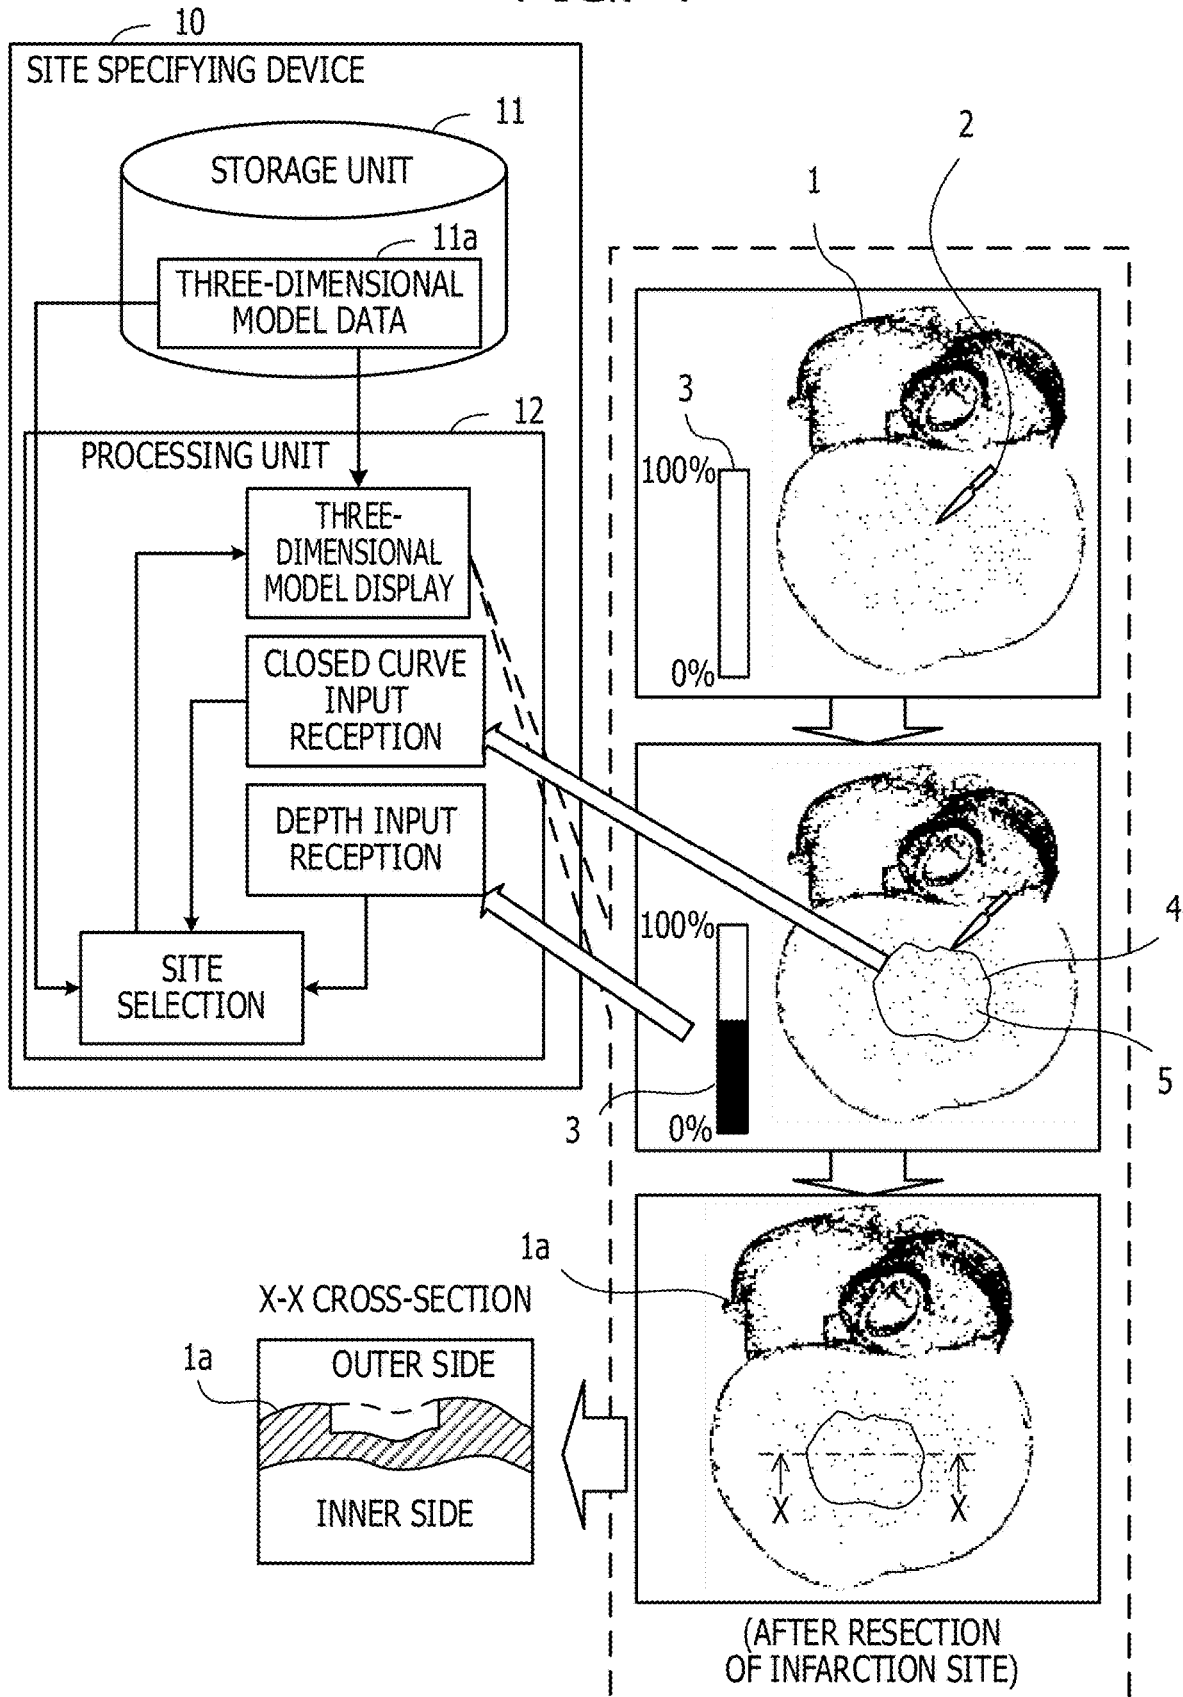 10
SITE SPECIFYING DEVICE
11
STORAGE UNIT
11a
THREE-DIMENSIONAL
MODEL DATA
12
PROCESSING UNIT
THREE-
DIMENSIONAL
MODEL DISPLAY
CLOSED CURVE
INPUT
RECEPTION
DEPTH INPUT
RECEPTION
SITE
SELECTION
2
1
3
100%
0%
100%
4
5
3
0%
1a
X-X CROSS-SECTION
1a
OUTER SIDE
INNER SIDE
X
X
(AFTER RESECTION
OF INFARCTION SITE)